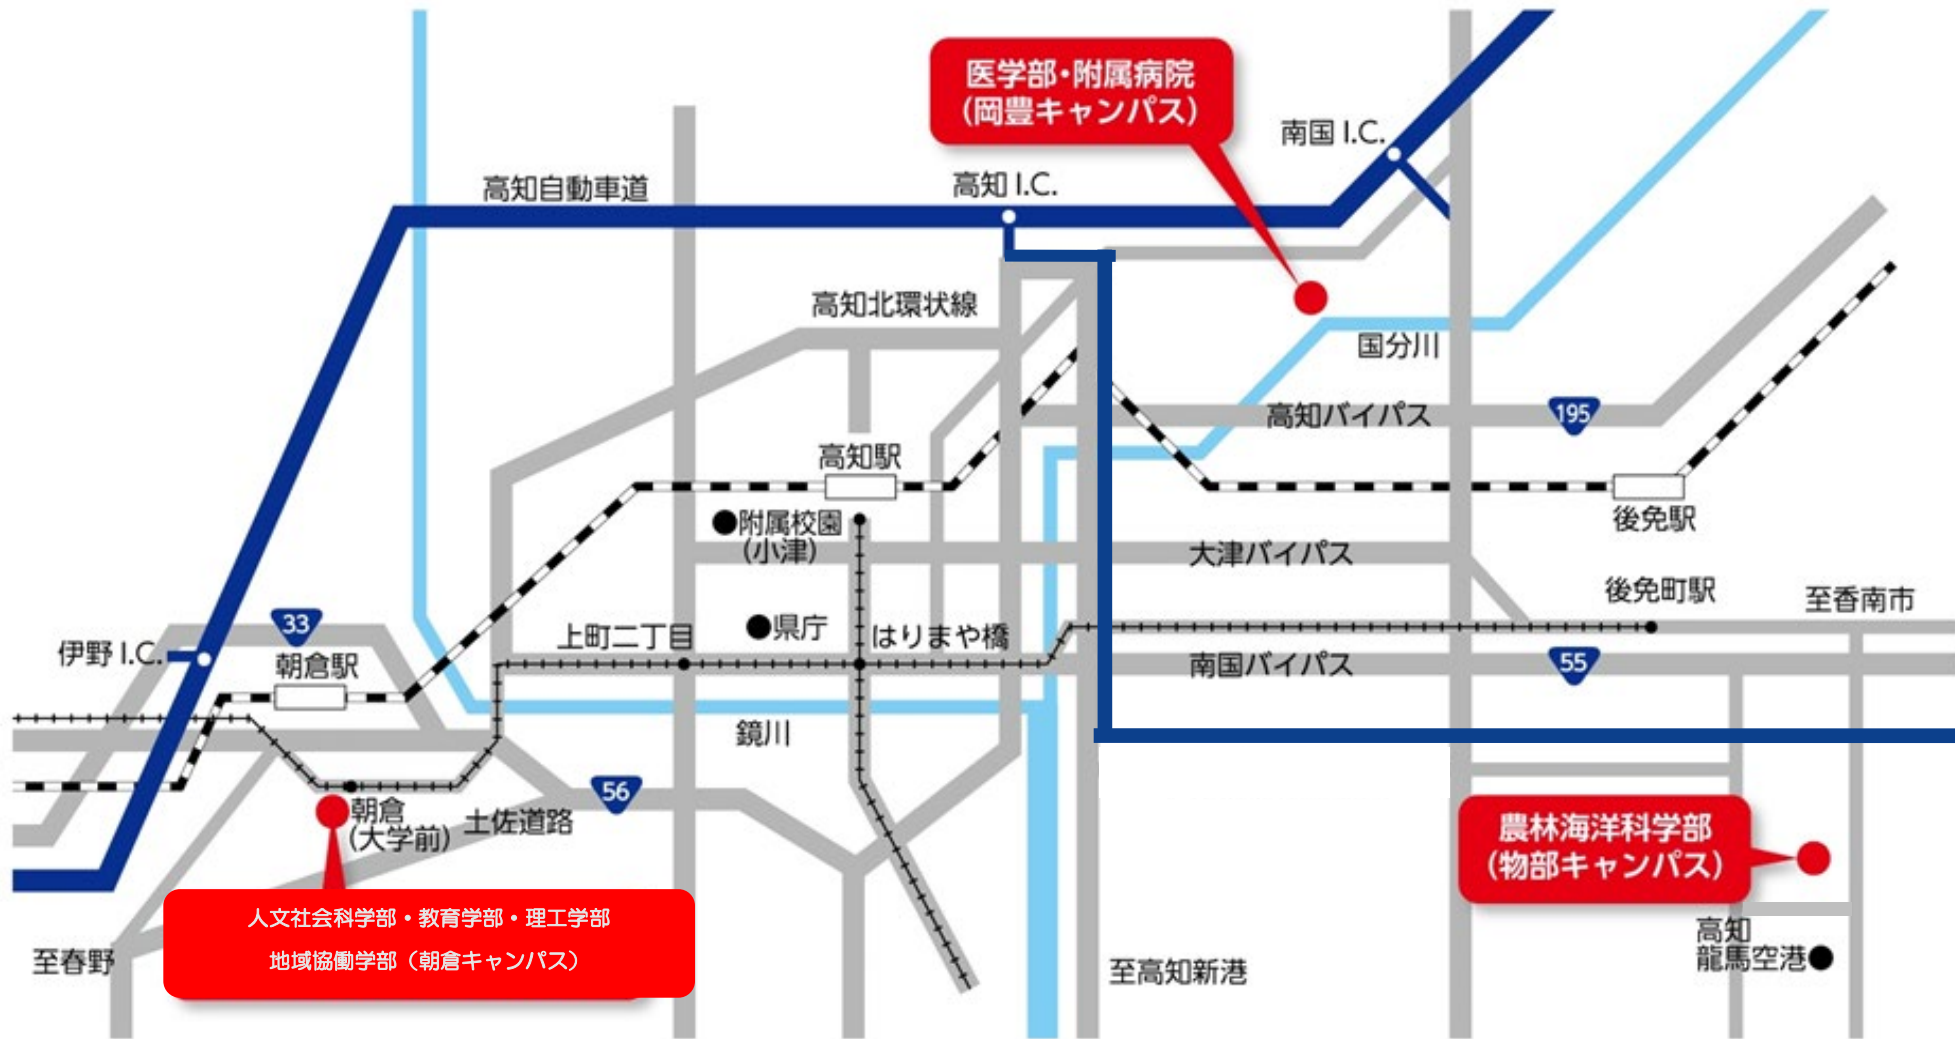 医学部・附属病院
（岡豊キャンパス）
南国 I.C.
高知自動車道
高知 I.C.
高知北環状線
国分川
高知バイパス
195
高知駅
後免駅
附属校園
（小津）
大津バイパス
後免町駅
至香南市
33
県庁
上町二丁目
はりまや橋
伊野 I.C.
朝倉駅
南国バイパス
55
鏡川
56
朝倉
（大学前）
土佐道路
農林海洋科学部
（物部キャンパス）
人文社会科学部・教育学部・理工学部
地域協働学部（朝倉キャンパス）
至春野
至高知新港
高知
龍馬空港